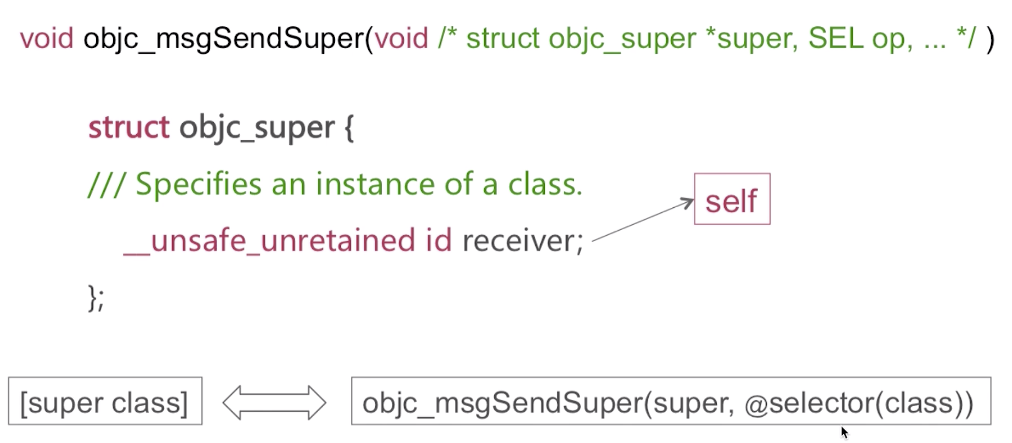 void objc_msgSendSuper(void /* struct objc_super *super, SEL op, ... */ )
struct objc_super {
/// Specifies an instance of a class.
__unsafe_unretained id receiver;
self
};
[super class]
objc_msgSendSuper(super, @selector(class))